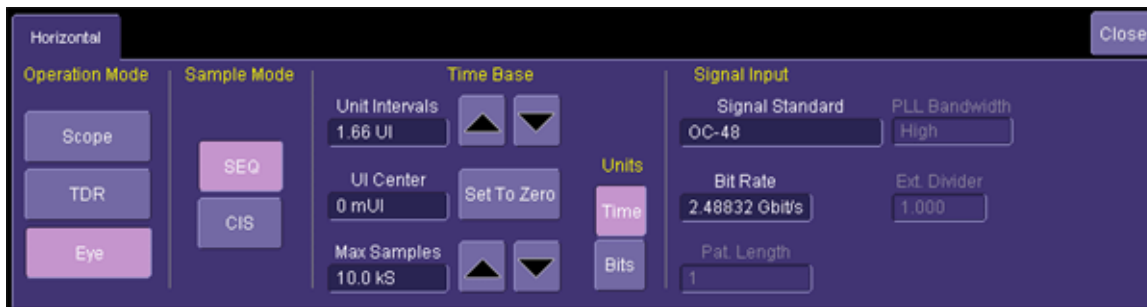 Horizontal
Close
Operation Mode
Scope
TDR
Eye
Sample Mode
SEQ
CIS
Time Base
Unit Intervals
1.66 UI
UI Center
0 mUI
Set To Zero
Max Samples
10.0 kS
Units
Time
Bits
Signal Input
Signal Standard
OC-48
PLL Bandwidth
High
Bit Rate
2.48832 Gbit/s
Ext. Divider
1.000
Pat. Length
1